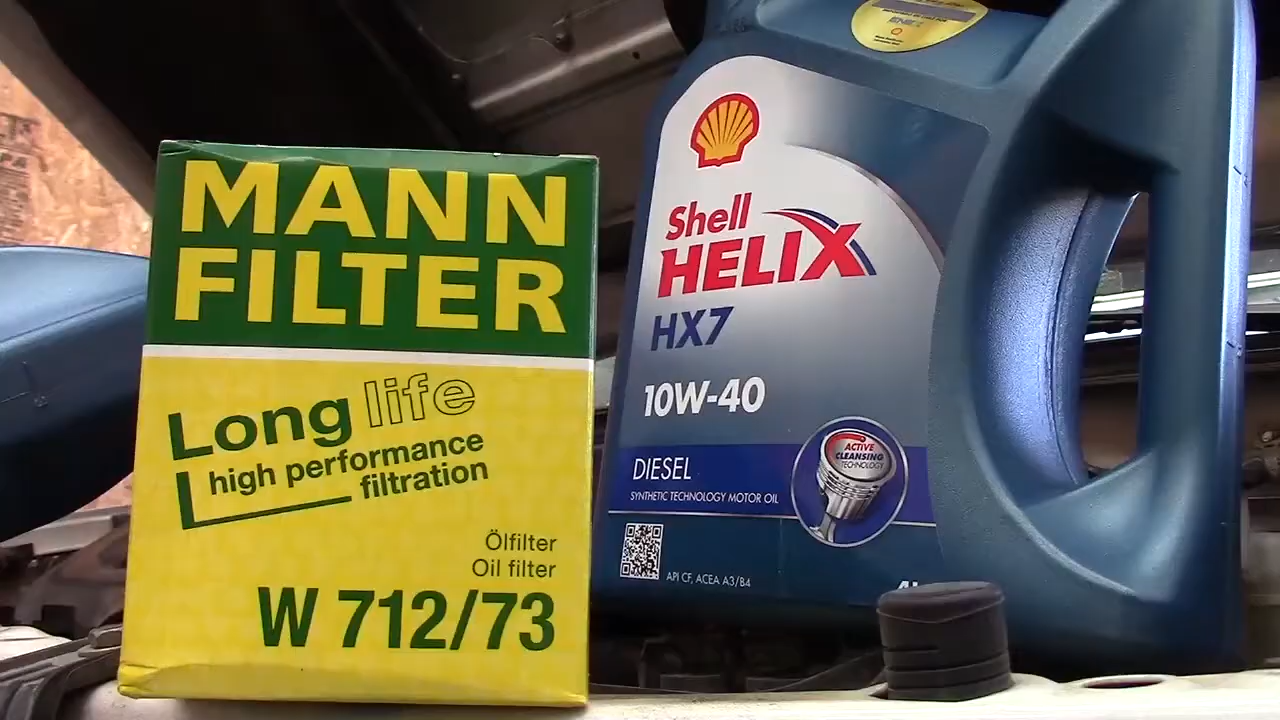 MANN
FILTER
Long life
high performance
filtration
Ölfilter
Oil filter
W 712/73
Shell
HELIX
HX7
10W-40
DIESEL
SYNTHETIC TECHNOLOGY MOTOR OIL
ACTIVE
CLEANSING
TECHNOLOGY
API CF, ACEA A3/B4